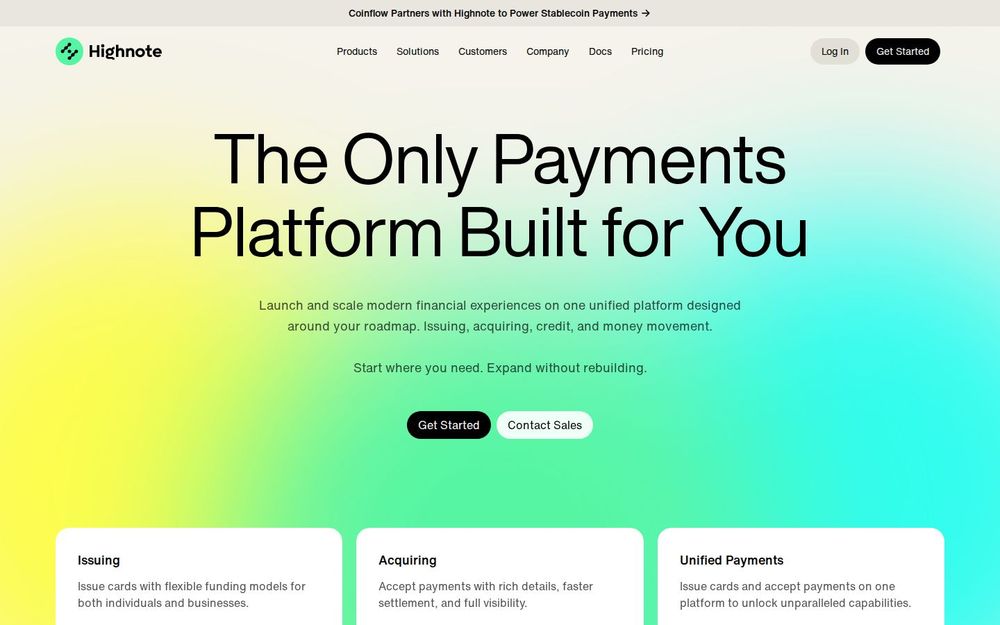 Coinflow Partners with Highnote to Power Stablecoin Payments →
Highnote
Products Solutions Customers Company Docs Pricing
Log In Get Started
The Only Payments
Platform Built for You
Launch and scale modern financial experiences on one unified platform designed
around your roadmap. Issuing, acquiring, credit, and money movement.
Start where you need. Expand without rebuilding.
Get Started Contact Sales
Issuing
Issue cards with flexible funding models for
both individuals and businesses.
Acquiring
Accept payments with rich details, faster
settlement, and full visibility.
Unified Payments
Issue cards and accept payments on one
platform to unlock unparalleled capabilities.